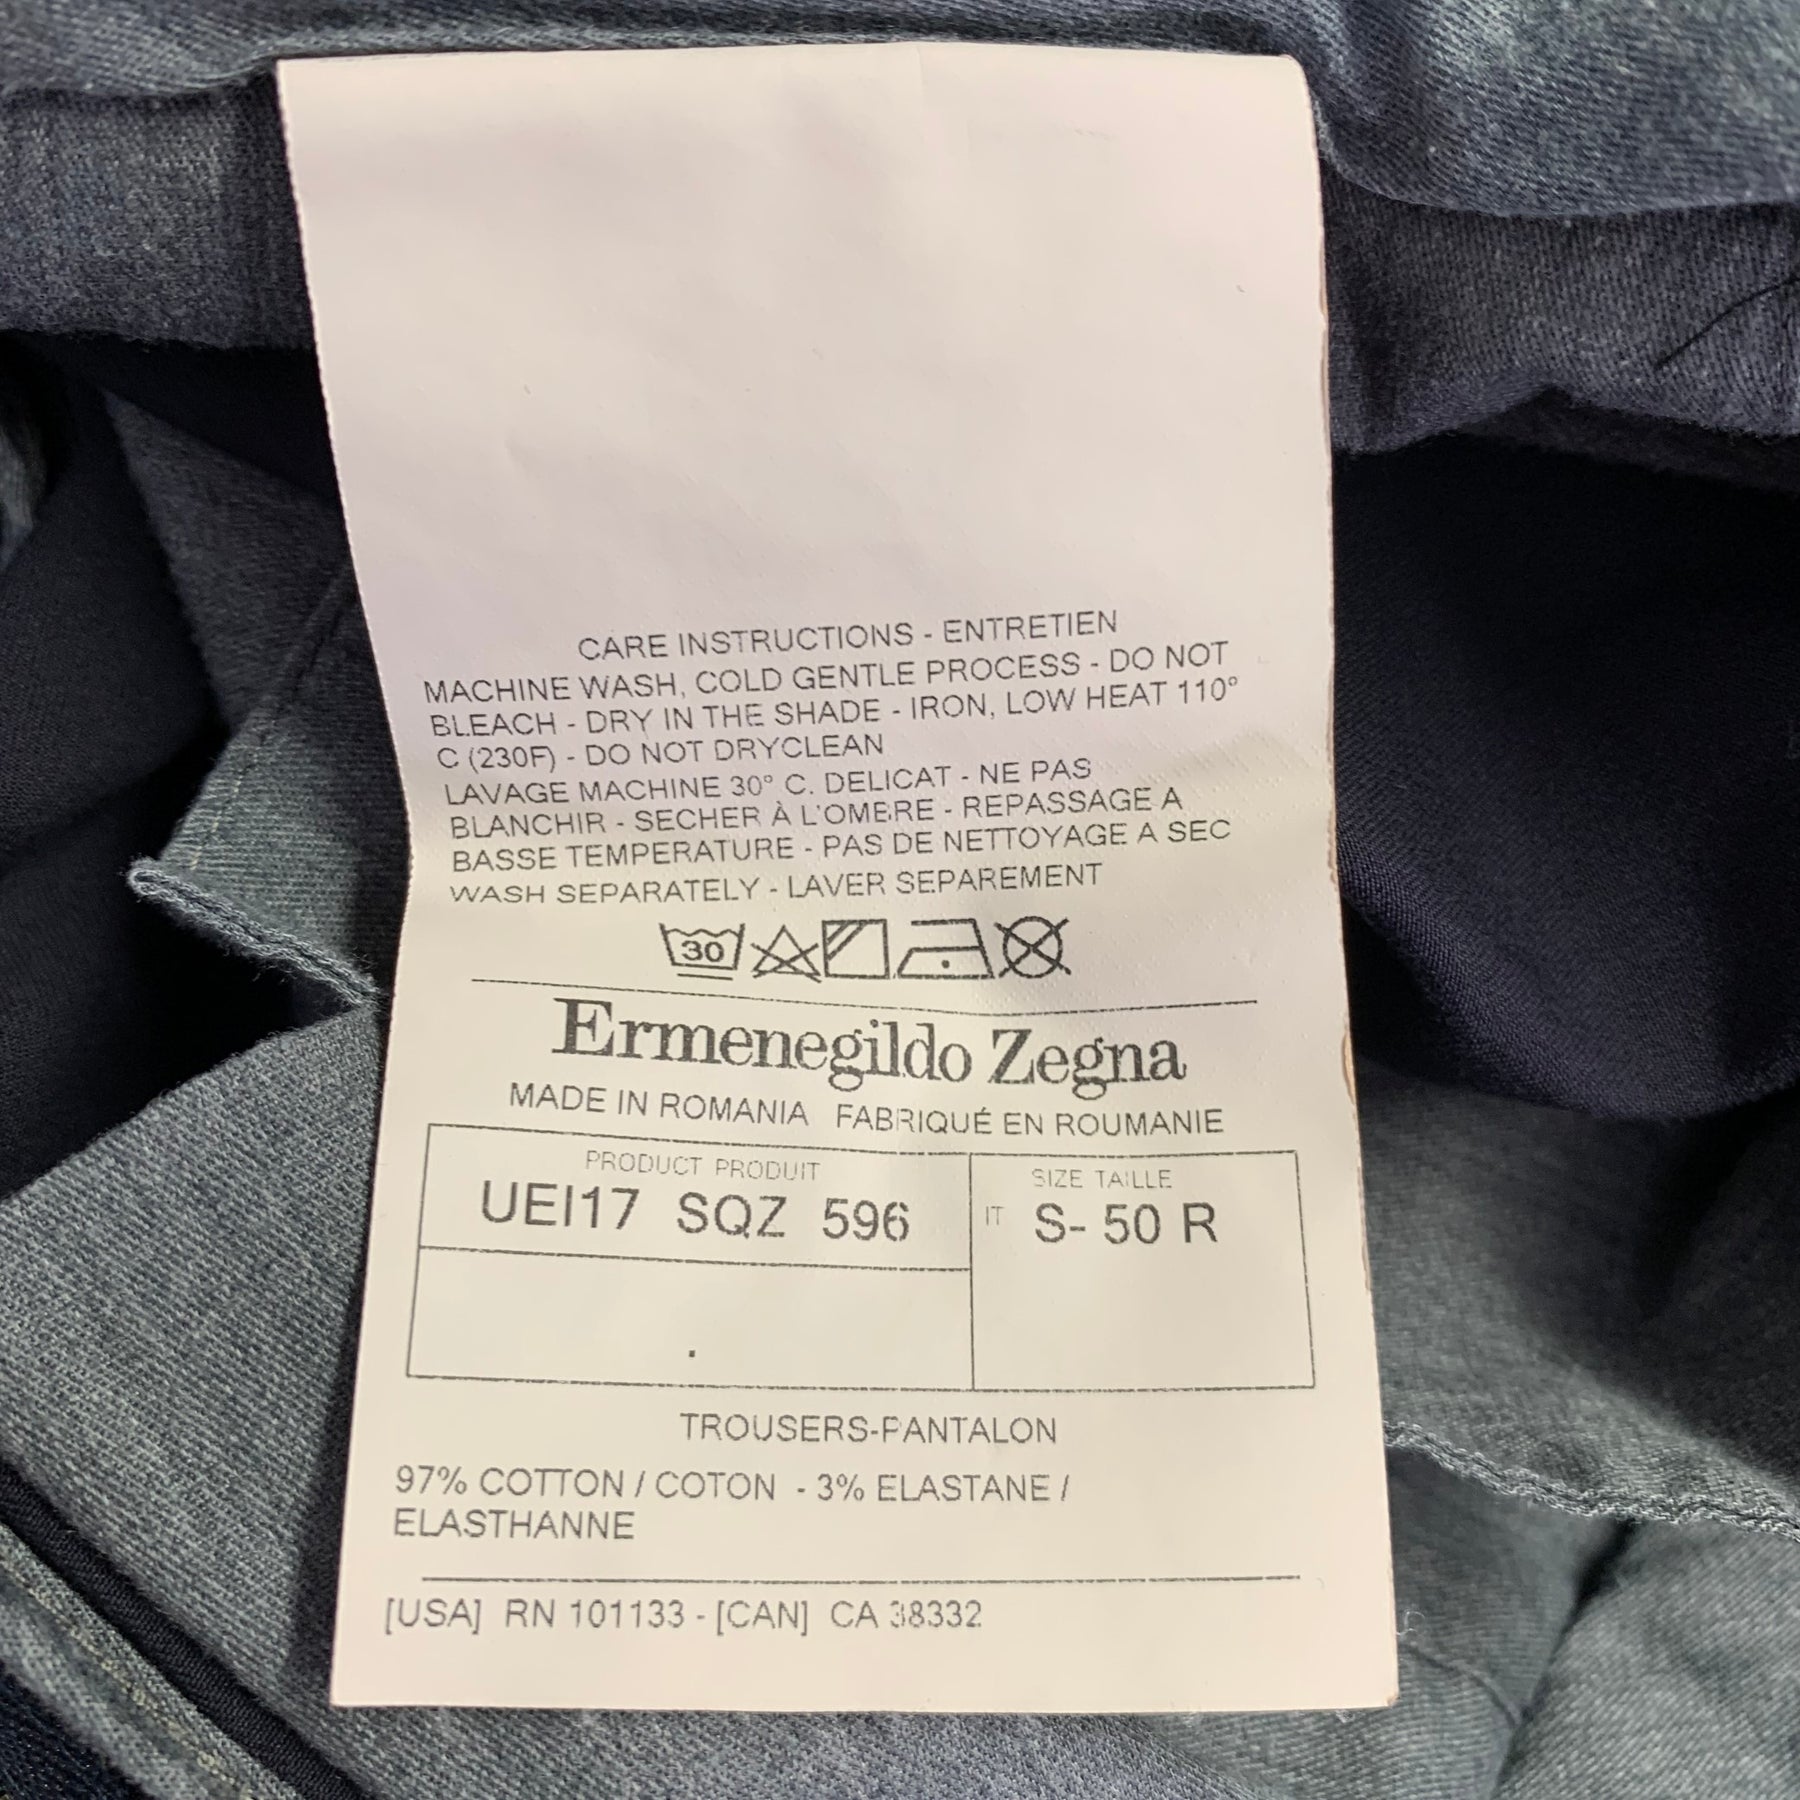 CARE INSTRUCTIONS - ENTRETIEN
MACHINE WASH, COLD GENTLE PROCESS - DO NOT
BLEACH - DRY IN THE SHADE - IRON, LOW HEAT 110°
C (230F) - DO NOT DRYCLEAN
LAVAGE MACHINE 30° C. DELICAT - NE PAS
BLANCHIR - SECHER À L'OMBRE - REPASSAGE A
BASSE TEMPERATURE - PAS DE NETTOYAGE A SEC
WASH SEPARATELY - LAVER SEPAREMENT
30
Ermenegildo Zegna
MADE IN ROMANIA FABRIQUÉ EN ROUMANIE
PRODUCT PRODUIT SIZE TAILLE
UEI17 SQZ 596 IT S- 50 R
.
TROUSERS-PANTALON
97% COTTON / COTON - 3% ELASTANE /
ELASTHANNE
[USA] RN 101133 - [CAN] CA 38332